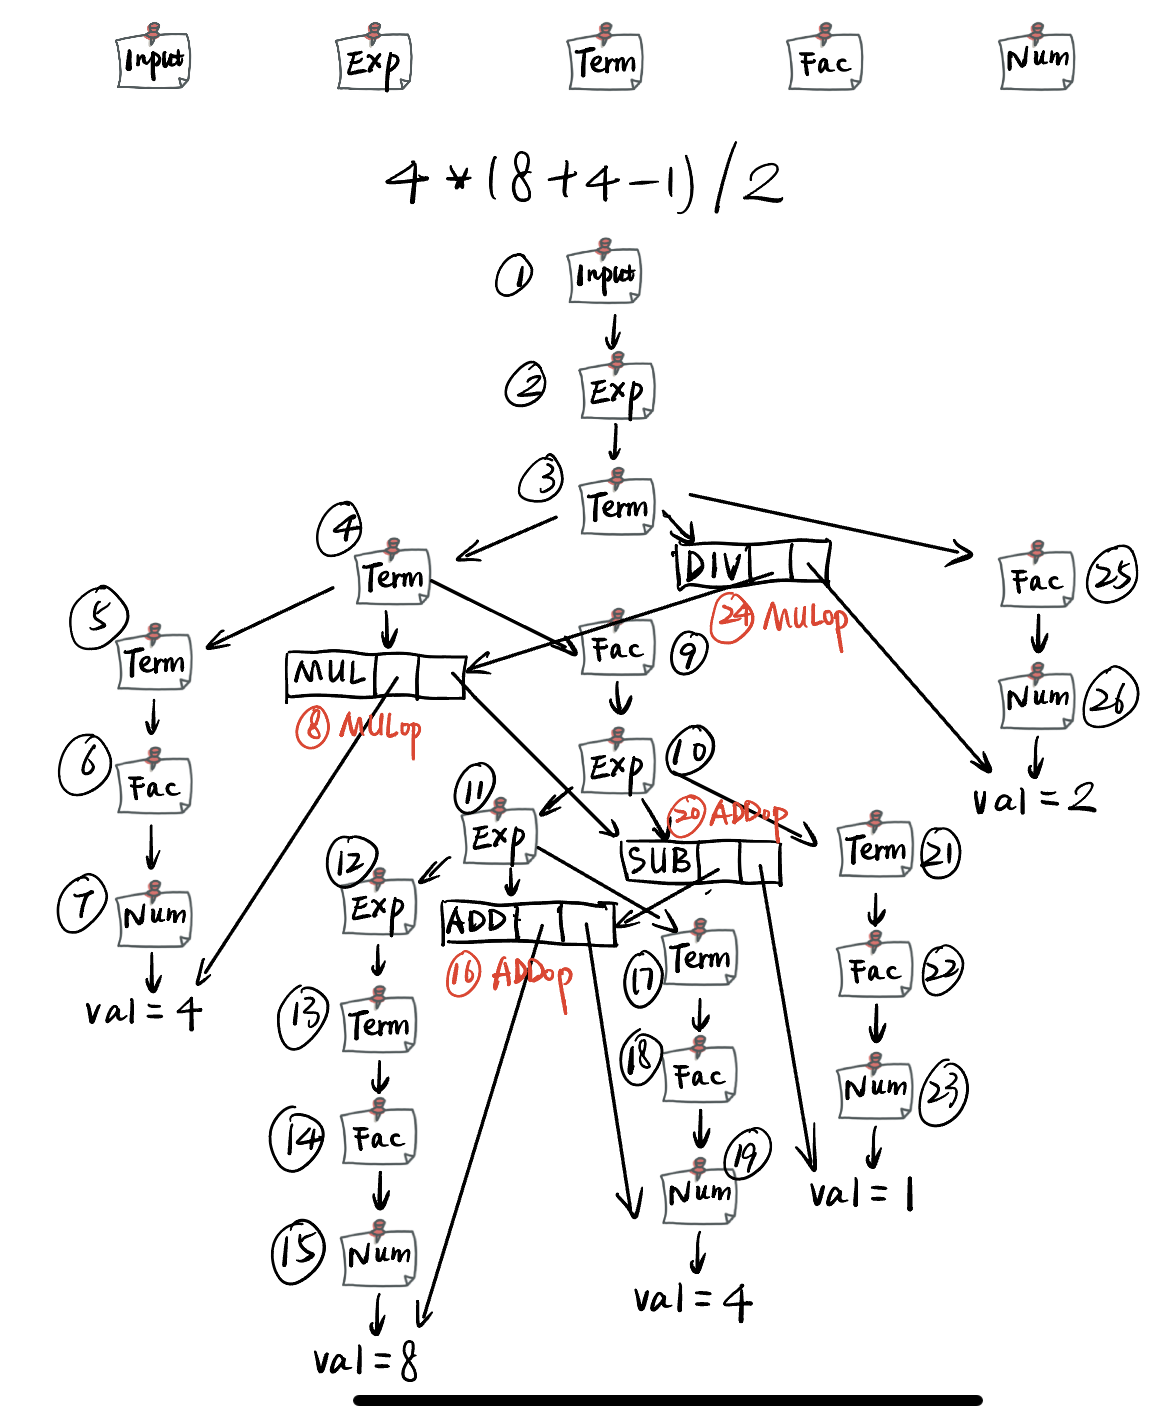 Input Exp Term Fac Num
4*(8+4-1)/2
① Input
② Exp
③ Term
④ Term
DIV
Fac ㉕
⑤ Term
㉔ MULop
MUL
Fac ⑨
Num ㉖
⑧ MULop
⑥ Fac
Exp ⑩
val=2
⑪ Exp
⑳ ADDop
SUB
Term ㉑
⑫ Exp
⑦ Num
ADD
⑯ ADDop
⑰ Term
Fac ㉒
val=4
⑬ Term
⑱ Fac
Num ㉓
⑭ Fac
⑲ Num
val=1
⑮ Num
val=4
val=8